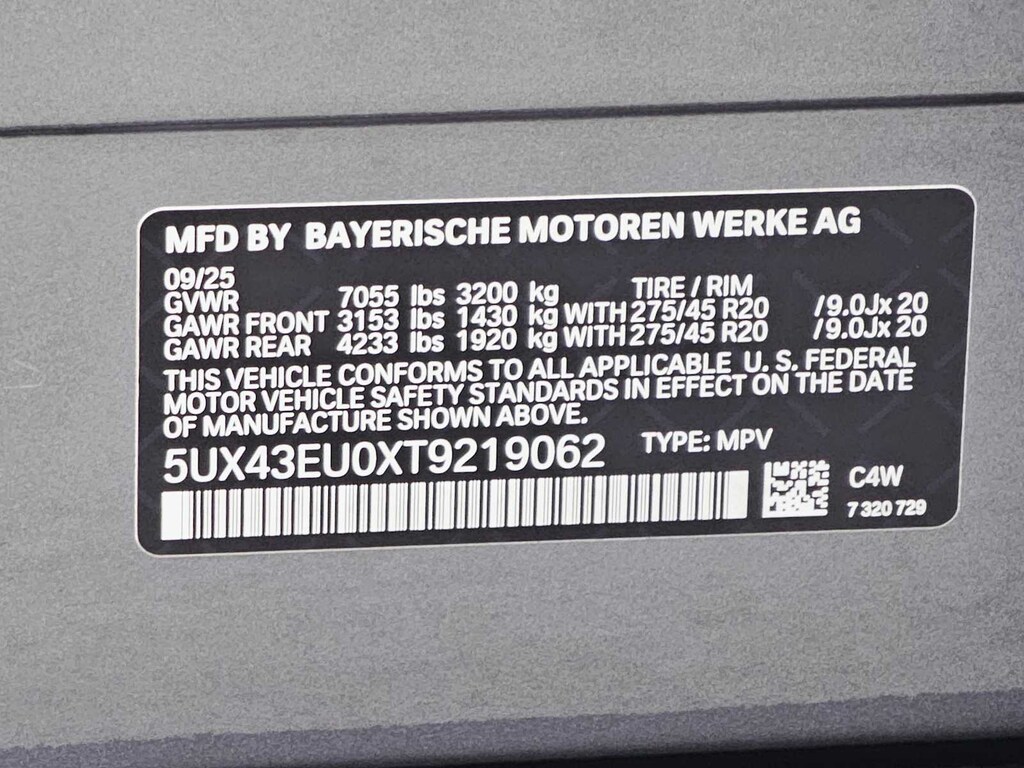 MFD BY BAYERISCHE MOTOREN WERKE AG
09/25
GVWR 7055 lbs 3200 kg TIRE / RIM
GAWR FRONT 3153 lbs 1430 kg WITH 275/45 R20 /9.0Jx 20
GAWR REAR 4233 lbs 1920 kg WITH 275/45 R20 /9.0Jx 20
THIS VEHICLE CONFORMS TO ALL APPLICABLE U. S. FEDERAL
MOTOR VEHICLE SAFETY STANDARDS IN EFFECT ON THE DATE
OF MANUFACTURE SHOWN ABOVE.
5UX43EU0XT9219062 TYPE: MPV
C4W
7 320 729